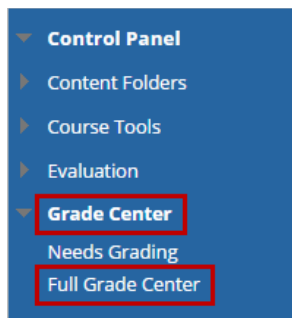 Control Panel
Content Folders
Course Tools
Evaluation
Grade Center
Needs Grading
Full Grade Center